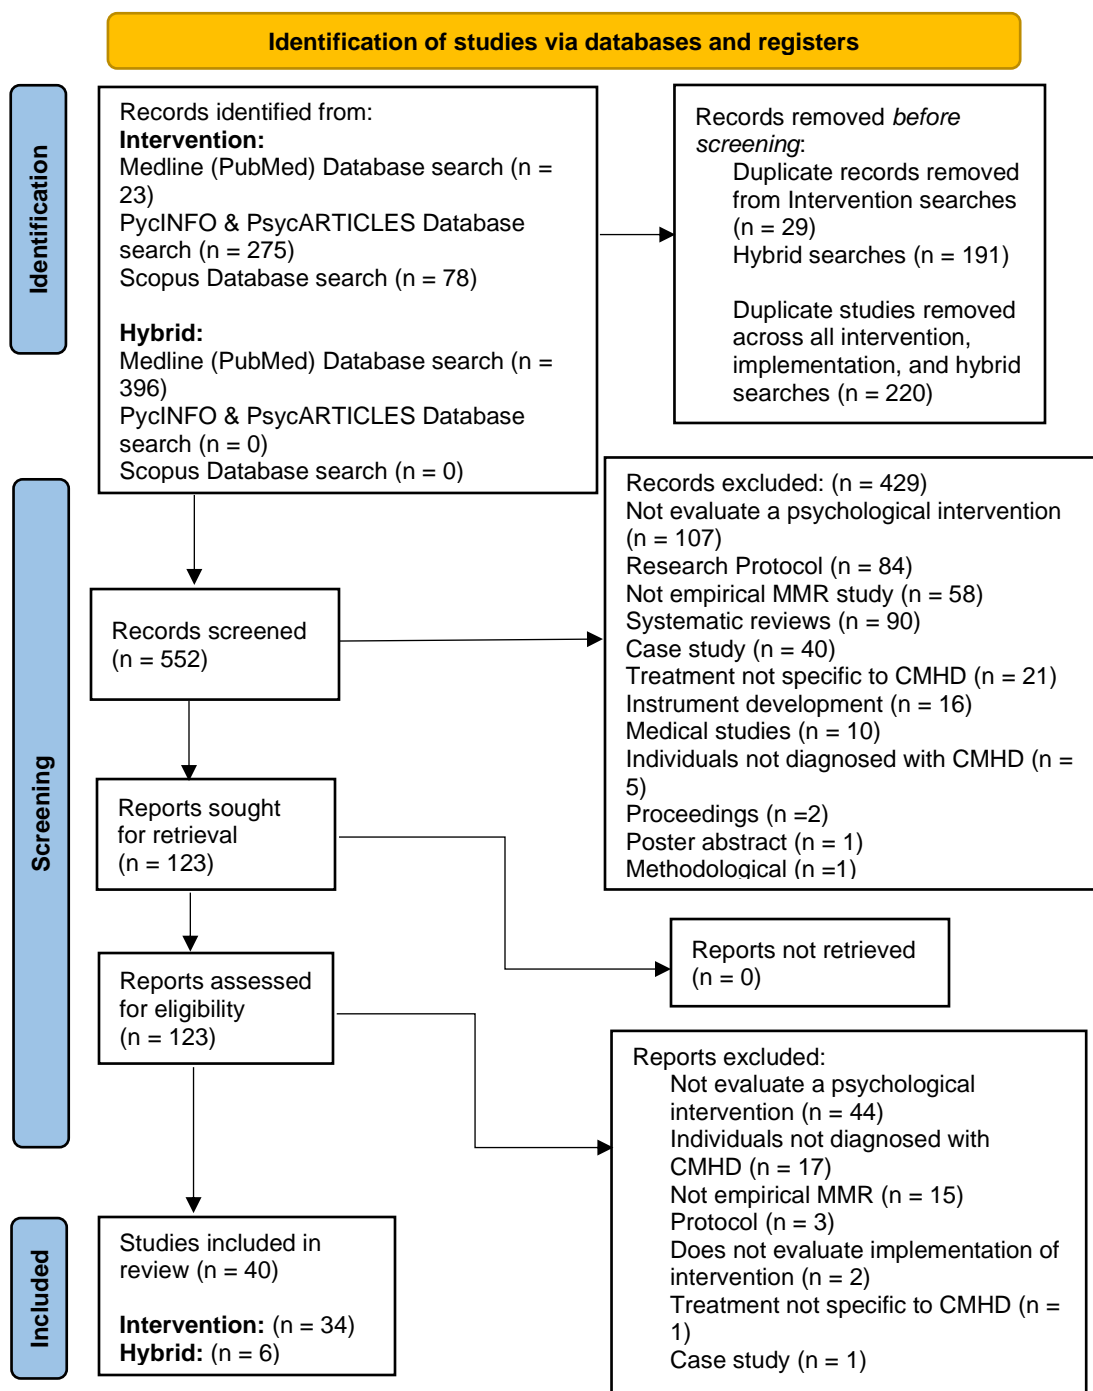 Identification of studies via databases and registers
Identification
Records identified from:
Intervention:
Medline (PubMed) Database search (n =
23)
PycINFO & PsycARTICLES Database
search (n = 275)
Scopus Database search (n = 78)
Hybrid:
Medline (PubMed) Database search (n =
396)
PycINFO & PsycARTICLES Database
search (n = 0)
Scopus Database search (n = 0)
Records removed before
screening:
Duplicate records removed
from Intervention searches
(n = 29)
Hybrid searches (n = 191)
Duplicate studies removed
across all intervention,
implementation, and hybrid
searches (n = 220)
Screening
Records screened
(n = 552)
Records excluded: (n = 429)
Not evaluate a psychological intervention
(n = 107)
Research Protocol (n = 84)
Not empirical MMR study (n = 58)
Systematic reviews (n = 90)
Case study (n = 40)
Treatment not specific to CMHD (n = 21)
Instrument development (n = 16)
Medical studies (n = 10)
Individuals not diagnosed with CMHD (n =
5)
Proceedings (n =2)
Poster abstract (n = 1)
Methodological (n =1)
Reports sought
for retrieval
(n = 123)
Reports not retrieved
(n = 0)
Reports assessed
for eligibility
(n = 123)
Reports excluded:
Not evaluate a psychological
intervention (n = 44)
Individuals not diagnosed with
CMHD (n = 17)
Not empirical MMR (n = 15)
Protocol (n = 3)
Does not evaluate implementation of
intervention (n = 2)
Treatment not specific to CMHD (n =
1)
Case study (n = 1)
Included
Studies included in
review (n = 40)
Intervention: (n = 34)
Hybrid: (n = 6)